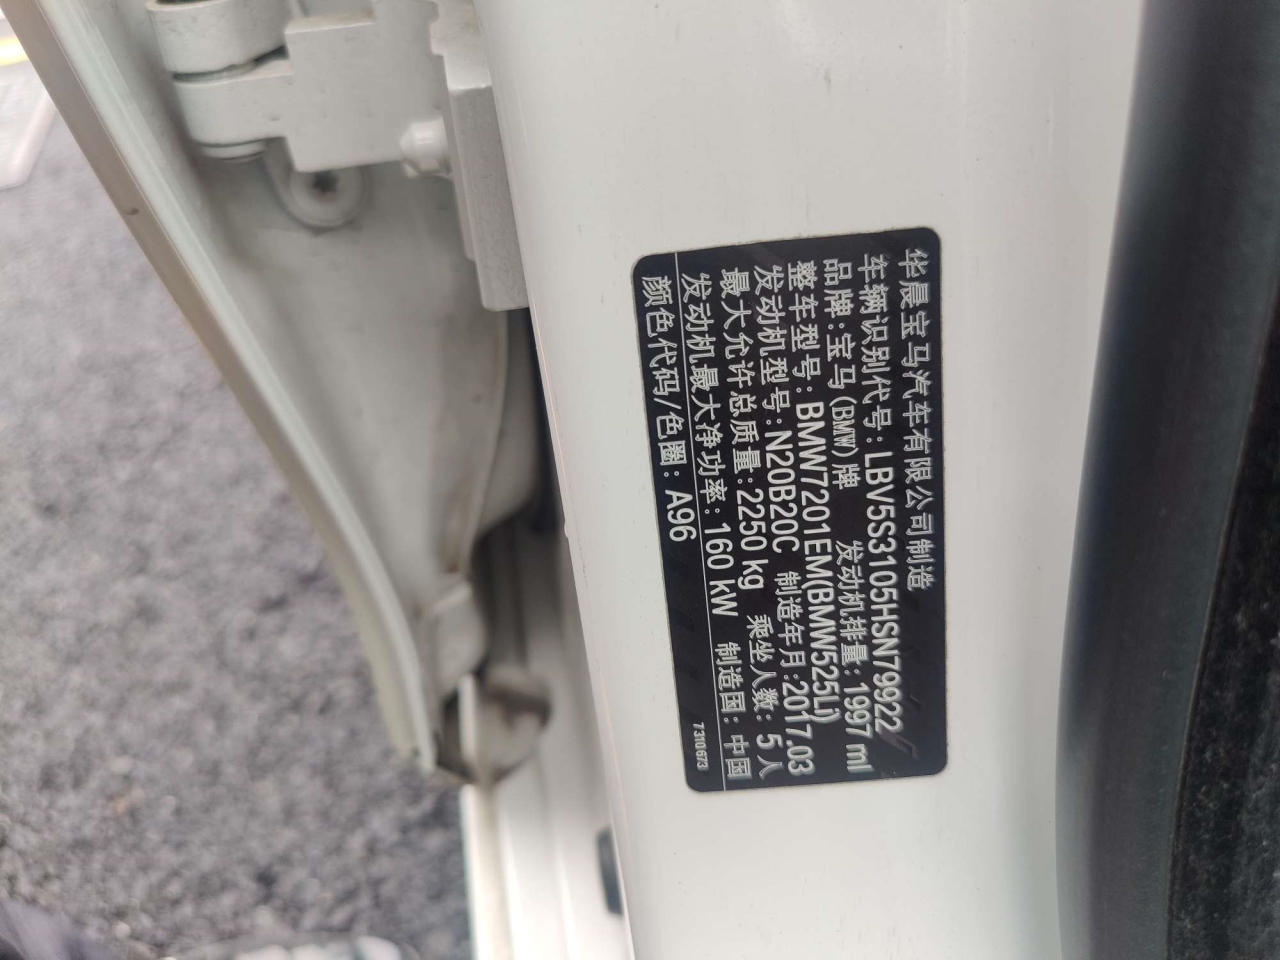 华晨宝马汽车有限公司制造
车辆识别代号:LBV5S3105HSN79922
品牌:宝马(BMW)牌 发动机排量:1997 ml
整车型号:BMW7201EM(BMW525Li)
发动机型号:N20B20C 制造年月:2017.03
最大允许总质量:2250 kg 乘坐人数:5人
发动机最大净功率:160 kW 制造国:中国
颜色代码/色圈:A96 7310673